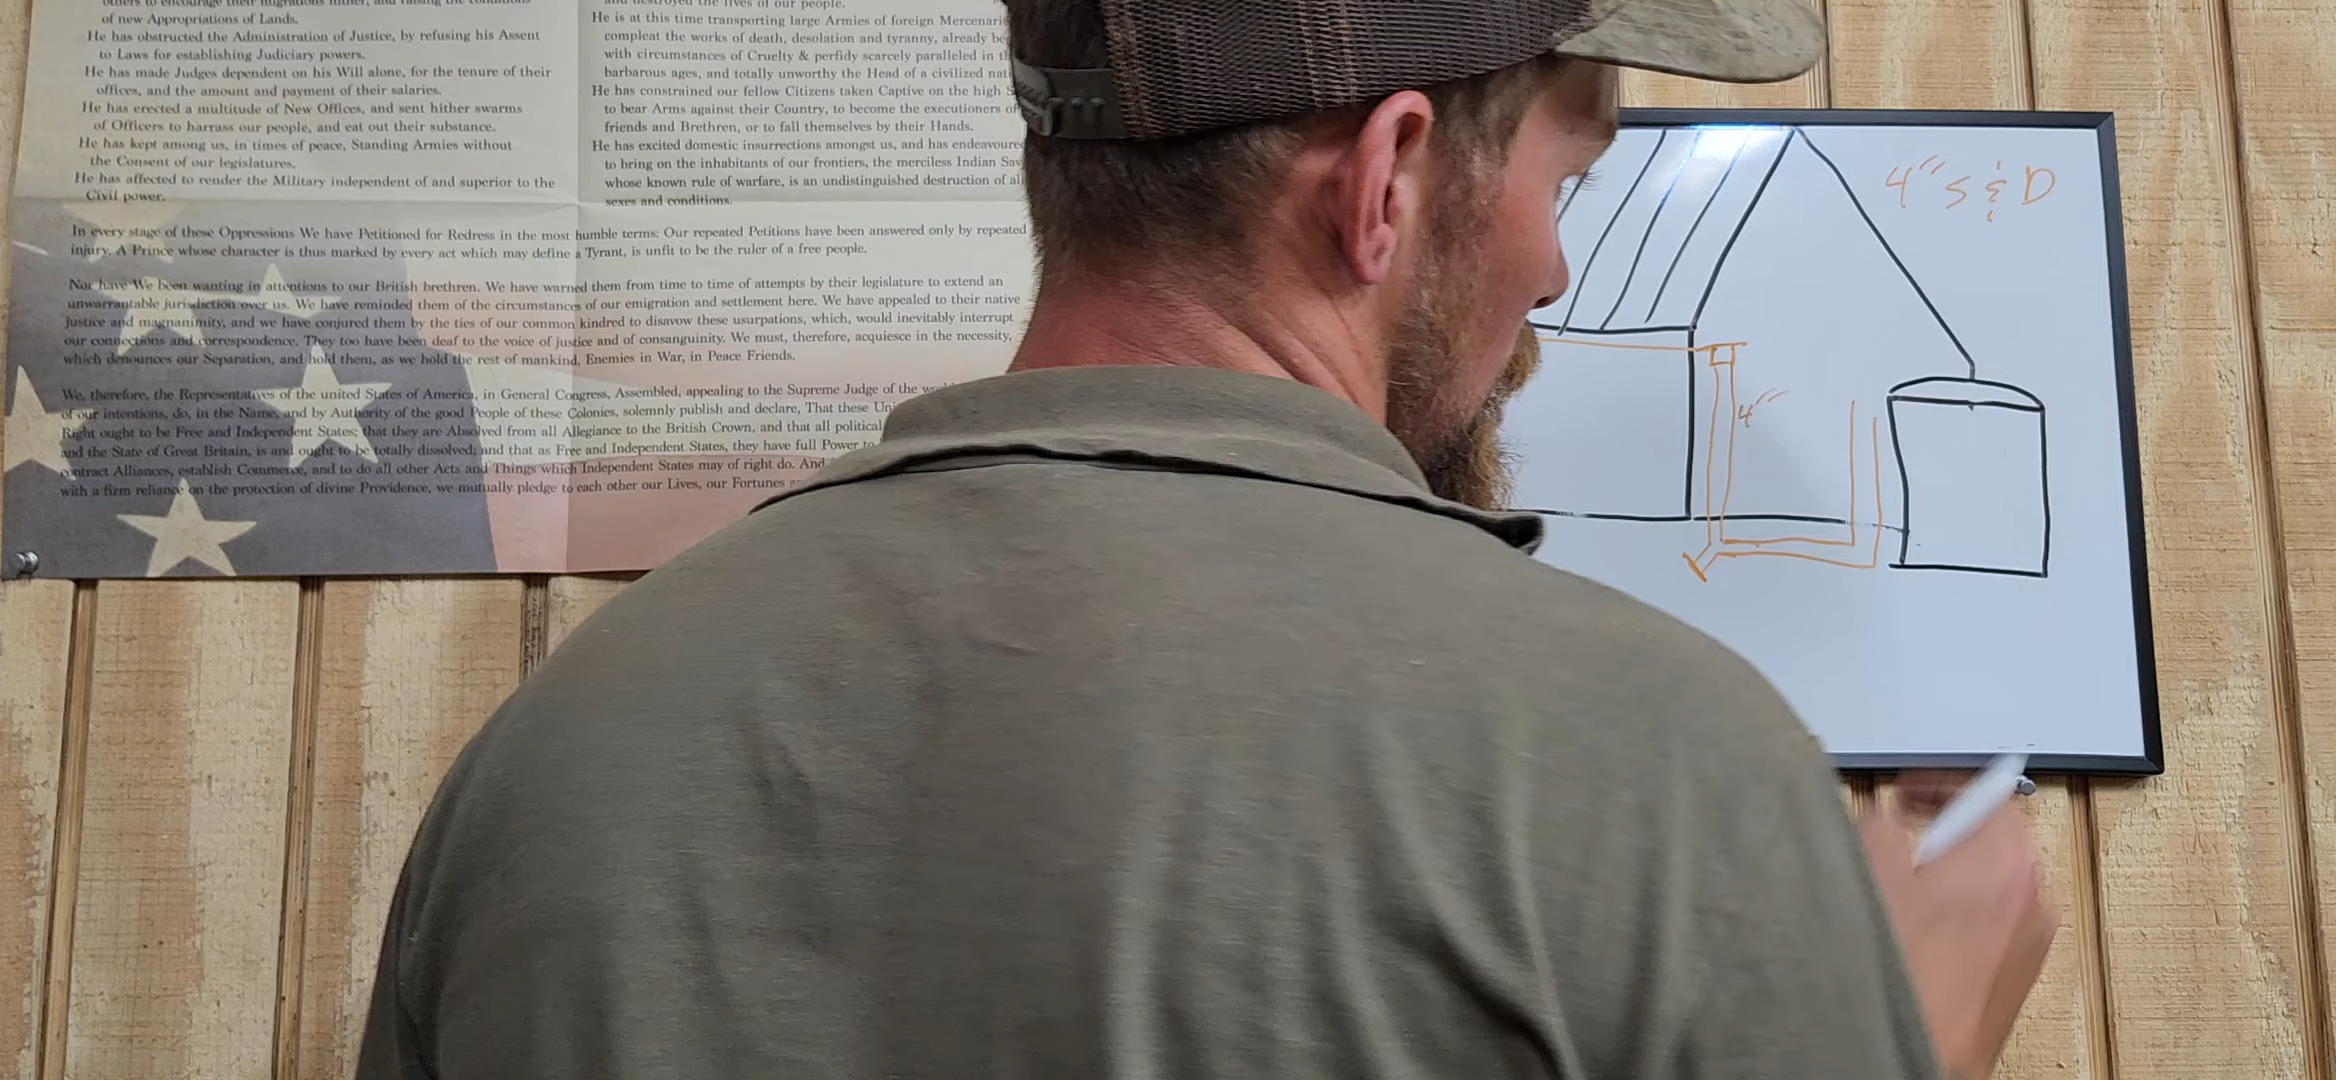 of new Appropriations of Lands.
He has obstructed the Administration of Justice, by refusing his Assent
to Laws for establishing Judiciary powers.
He has made Judges dependent on his Will alone, for the tenure of their
offices, and the amount and payment of their salaries.
He has erected a multitude of New Offices, and sent hither swarms
of Officers to harrass our people, and eat out their substance.
He has kept among us, in times of peace, Standing Armies without
the Consent of our legislatures.
He has affected to render the Military independent of and superior to the
Civil power.
the lives of our people.
He is at this time transporting large Armies of foreign
compleat the works of death, desolation and tyranny, already
with circumstances of Cruelty & perfidy scarcely paralleled in
barbarous ages, and totally unworthy the Head of a civilized
He has constrained our fellow Citizens taken Captive on the high
to bear Arms against their Country, to become the executioners of
friends and Brethren, or to fall themselves by their Hands.
He has excited domestic insurrections amongst us, and has
to bring on the inhabitants of our frontiers, the merciless Indian
whose known rule of warfare, is an undistinguished destruction of
sexes and conditions.
In every stage of these Oppressions We have Petitioned for Redress in the most humble terms: Our repeated Petitions have been answered only by repeated
injury. A Prince whose character is thus marked by every act which may define a Tyrant, is unfit to be the ruler of a free people.
Nor have We been wanting in attentions to our British brethren. We have warned them from time to time of attempts by their legislature to extend an
unwarrantable jurisdiction over us. We have reminded them of the circumstances of our emigration and settlement here. We have appealed to their native
justice and magnanimity, and we have conjured them by the ties of our common kindred to disavow these usurpations, which, would inevitably interrupt
our connections and correspondence. They too have been deaf to the voice of justice and of consanguinity. We must, therefore, acquiesce in the necessity,
which denounces our Separation, and hold them, as we hold the rest of mankind, Enemies in War, in Peace Friends.
We, therefore, the Representatives of the united States of America, in General Congress, Assembled, appealing to the Supreme Judge of the
of our intentions, do, in the Name, and by Authority of the good People of these Colonies, solemnly publish and declare, That these
Right ought to be Free and Independent States; that they are Absolved from all Allegiance to the British Crown, and that all political
and the State of Great Britain, is and ought to be totally dissolved; and that as Free and Independent States, they have full Power to
contract Alliances, establish Commerce, and to do all other Acts and Things which Independent States may of right do. And
with a firm reliance on the protection of divine Providence, we mutually pledge to each other our Lives, our Fortunes
4" S & D
4"